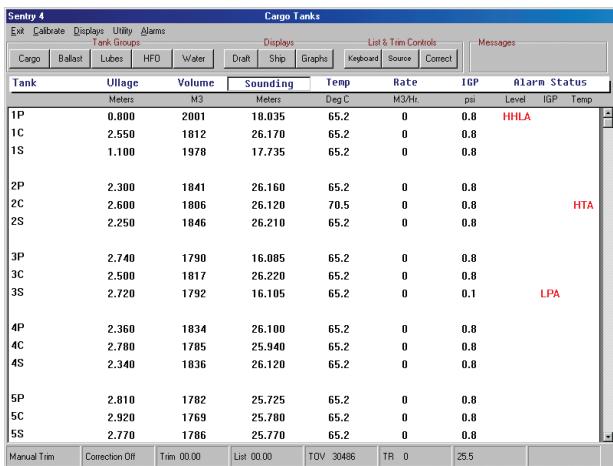 Sentry 4 Cargo Tanks
Exit Calibrate Displays Utility Alarms
Tank Groups Displays List & Trim Controls Messages
Cargo Ballast Lubes HFO Water Draft Ship Graphs Keyboard Source Correct
Tank Ullage Volume Sounding Temp Rate IGP Alarm Status
Meters M3 Meters Deg C M3/Hr. psi Level IGP Temp
1P 0.800 2001 18.035 65.2 0 0.8 HHLA
1C 2.550 1812 26.170 65.2 0 0.8
1S 1.100 1978 17.735 65.2 0 0.8
2P 2.300 1841 26.160 65.2 0 0.8
2C 2.600 1806 26.120 70.5 0 0.8 HTA
2S 2.250 1846 26.210 65.2 0 0.8
3P 2.740 1790 16.085 65.2 0 0.8
3C 2.500 1817 26.220 65.2 0 0.8
3S 2.720 1792 16.105 65.2 0 0.1 LPA
4P 2.360 1834 26.100 65.2 0 0.8
4C 2.780 1785 25.940 65.2 0 0.8
4S 2.340 1836 26.120 65.2 0 0.8
5P 2.810 1782 25.725 65.2 0 0.8
5C 2.920 1769 25.780 65.2 0 0.8
5S 2.770 1786 25.770 65.2 0 0.8
Manual Trim Correction Off Trim 00.00 List 00.00 TOV 30486 TR 0 25.5